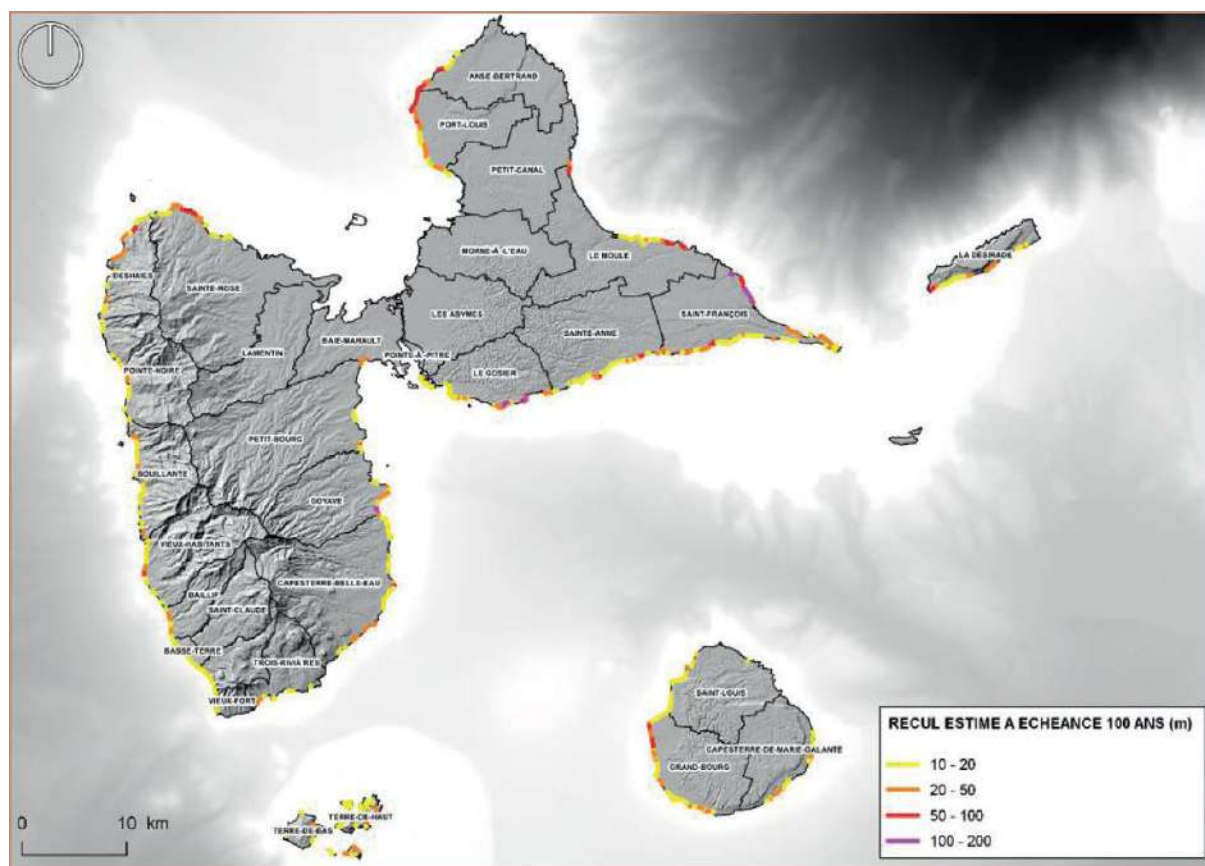 ANSE-BERTRAND
PORT-LOUIS
PETIT-CANAL
MORNE-À-L'EAU
LE MOULE
LA DÉSIRADE
DESHAIES
SAINTE-ROSE
LES ABYMES
SAINT-FRANÇOIS
SAINTE-ANNE
BAIE-MAHAULT
LAMENTIN
POINTE-À-PITRE
POINTE-NOIRE
LE GOSIER
PETIT-BOURG
BOUILLANTE
GOYAVE
VIEUX-HABITANTS
CAPESTERRE-BELLE-EAU
BAILLIF
SAINT-CLAUDE
BASSE-TERRE
TROIS-RIVIÀ RES
VIEUX-FORT
SAINT-LOUIS
CAPESTERRE-DE-MARIE-GALANTE
GRAND-BOURG
TERRE-DE-HAUT
TERRE-DE-BAS
0 10 km
RECUL ESTIME A ECHEANCE 100 ANS (m)
10 - 20
20 - 50
50 - 100
100 - 200